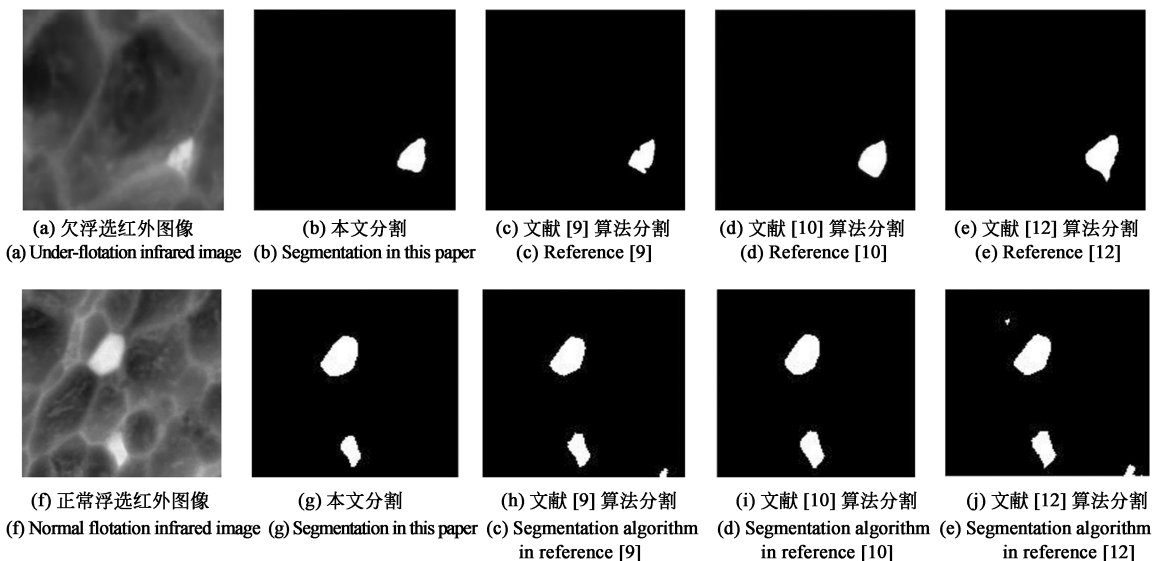 (a) 欠浮选红外图像
(a) Under-flotation infrared image
(b) 本文分割
(b) Segmentation in this paper
(c) 文献 [9] 算法分割
(c) Reference [9]
(d) 文献 [10] 算法分割
(d) Reference [10]
(e) 文献 [12] 算法分割
(e) Reference [12]
(f) 正常浮选红外图像
(f) Normal flotation infrared image
(g) 本文分割
(g) Segmentation in this paper
(h) 文献 [9] 算法分割
(c) Segmentation algorithm
in reference [9]
(i) 文献 [10] 算法分割
(d) Segmentation algorithm
in reference [10]
(j) 文献 [12] 算法分割
(e) Segmentation algorithm
in reference [12]